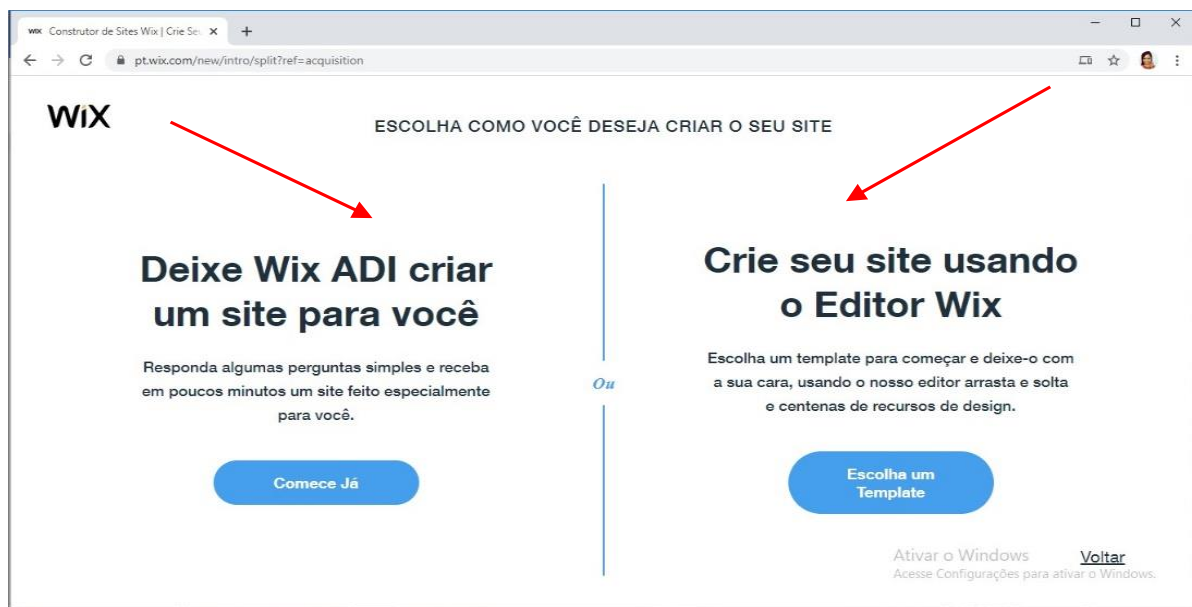 WIX Construtor de Sites Wix | Crie Se
pt.wix.com/new/intro/split?ref=acquisition
WiX
ESCOLHA COMO VOCÊ DESEJA CRIAR O SEU SITE
Deixe Wix ADI criar
um site para você
Responda algumas perguntas simples e receba
em poucos minutos um site feito especialmente
para você.
Comece Já
Ou
Crie seu site usando
o Editor Wix
Escolha um template para começar e deixe-o com
a sua cara, usando o nosso editor arrasta e solta
e centenas de recursos de design.
Escolha um
Template
Ativar o Windows
Acesse Configurações para ativar o Windows.
Voltar